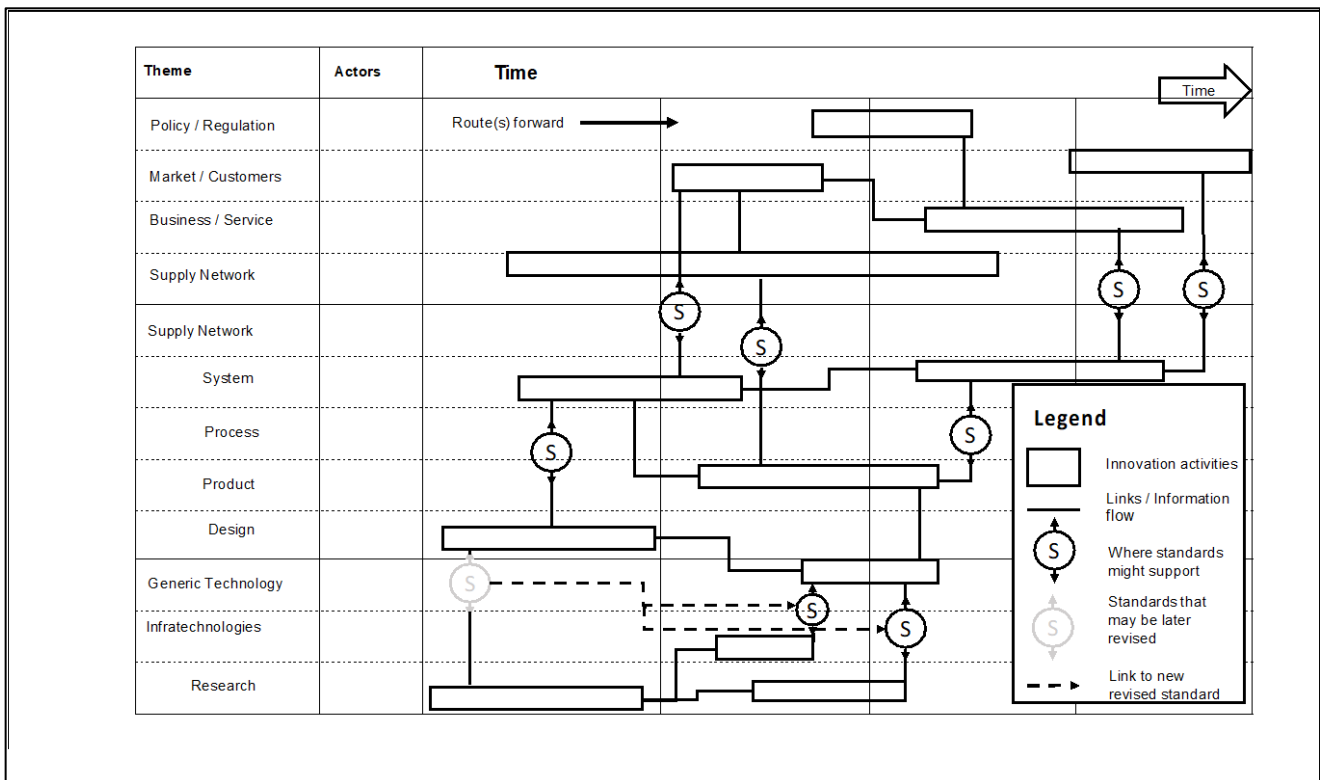 Theme
Actors
Time
Time
Policy / Regulation
Route(s) forward
Market / Customers
Business / Service
Supply Network
S
S
S
Supply Network
S
S
System
Process
S
S
Product
Design
Generic Technology
S
S
Infratechnologies
S
Research
Legend
Innovation activities
Links / Information
flow
S
Where standards
might support
S
Standards that
may be later
revised
Link to new
revised standard